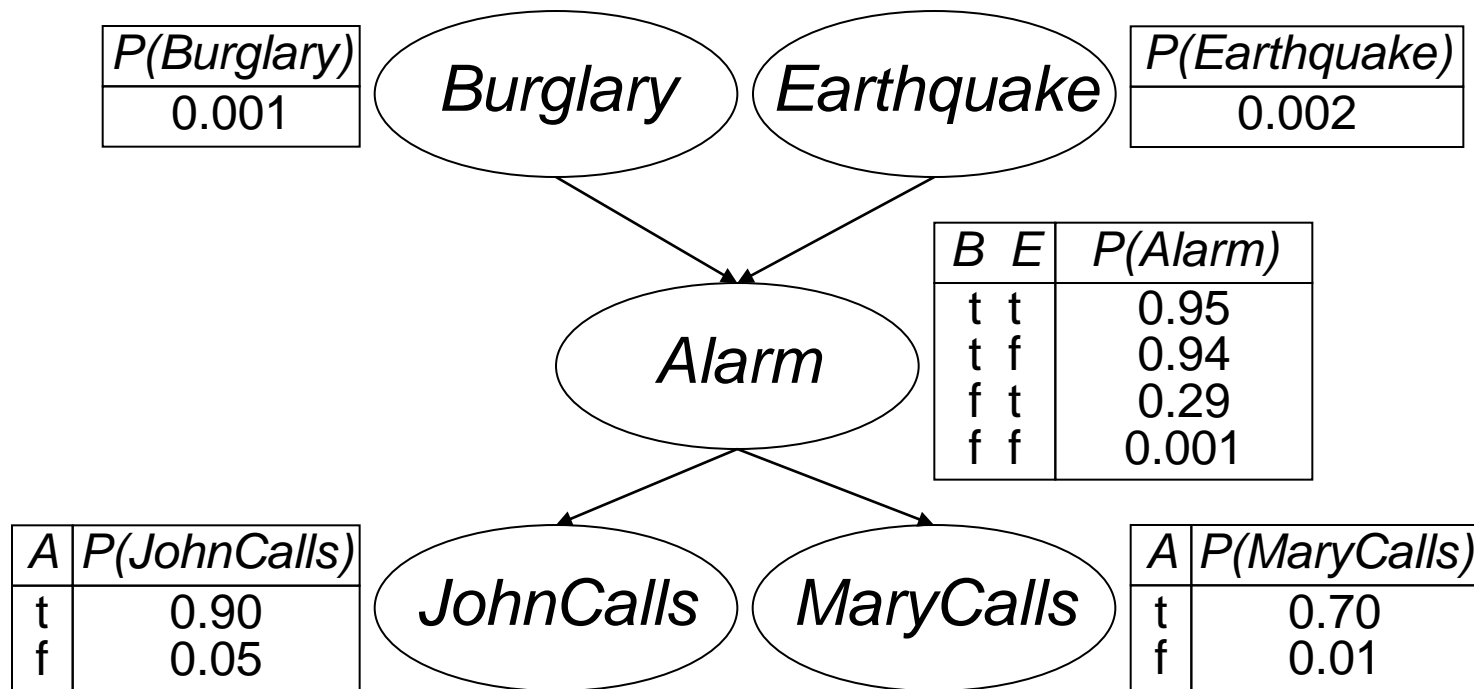 P(Burglary)
0.001
Burglary
Earthquake
P(Earthquake)
0.002
Alarm
B E P(Alarm)
t t 0.95
t f 0.94
f t 0.29
f f 0.001
A P(JohnCalls)
t 0.90
f 0.05
JohnCalls
MaryCalls
A P(MaryCalls)
t 0.70
f 0.01